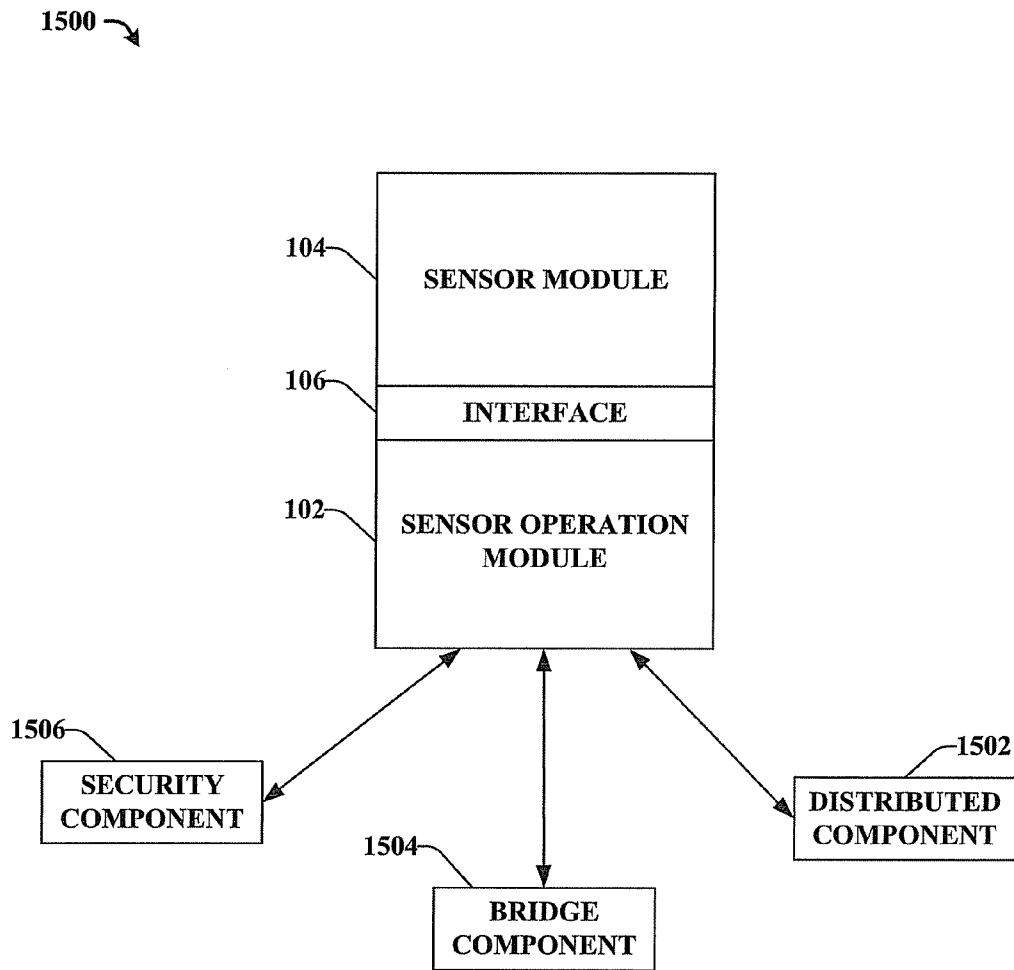 1500
104
SENSOR MODULE
106
INTERFACE
102
SENSOR OPERATION
MODULE
1506
SECURITY
COMPONENT
1502
DISTRIBUTED
COMPONENT
1504
BRIDGE
COMPONENT